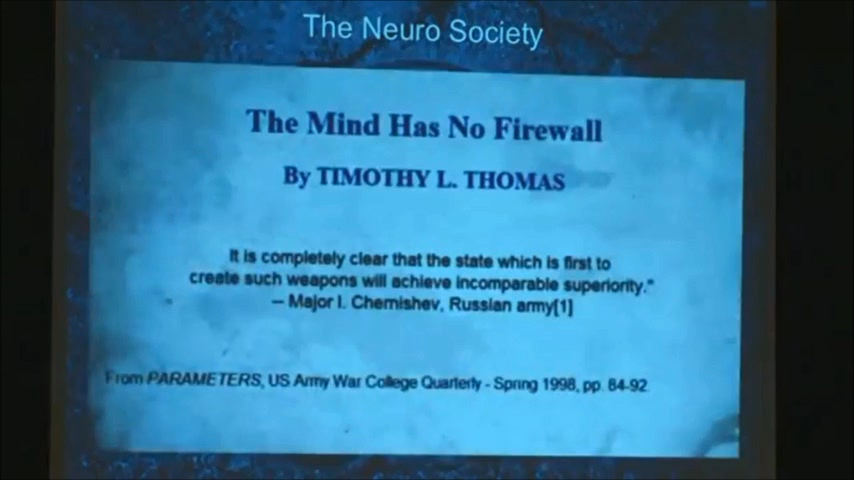 The Neuro Society
The Mind Has No Firewall
By TIMOTHY L. THOMAS
It is completely clear that the state which is first to
create such weapons will achieve incomparable superiority."
– Major I. Chernishev, Russian army[1]
From PARAMETERS, US Army War College Quarterly - Spring 1998, pp. 84-92